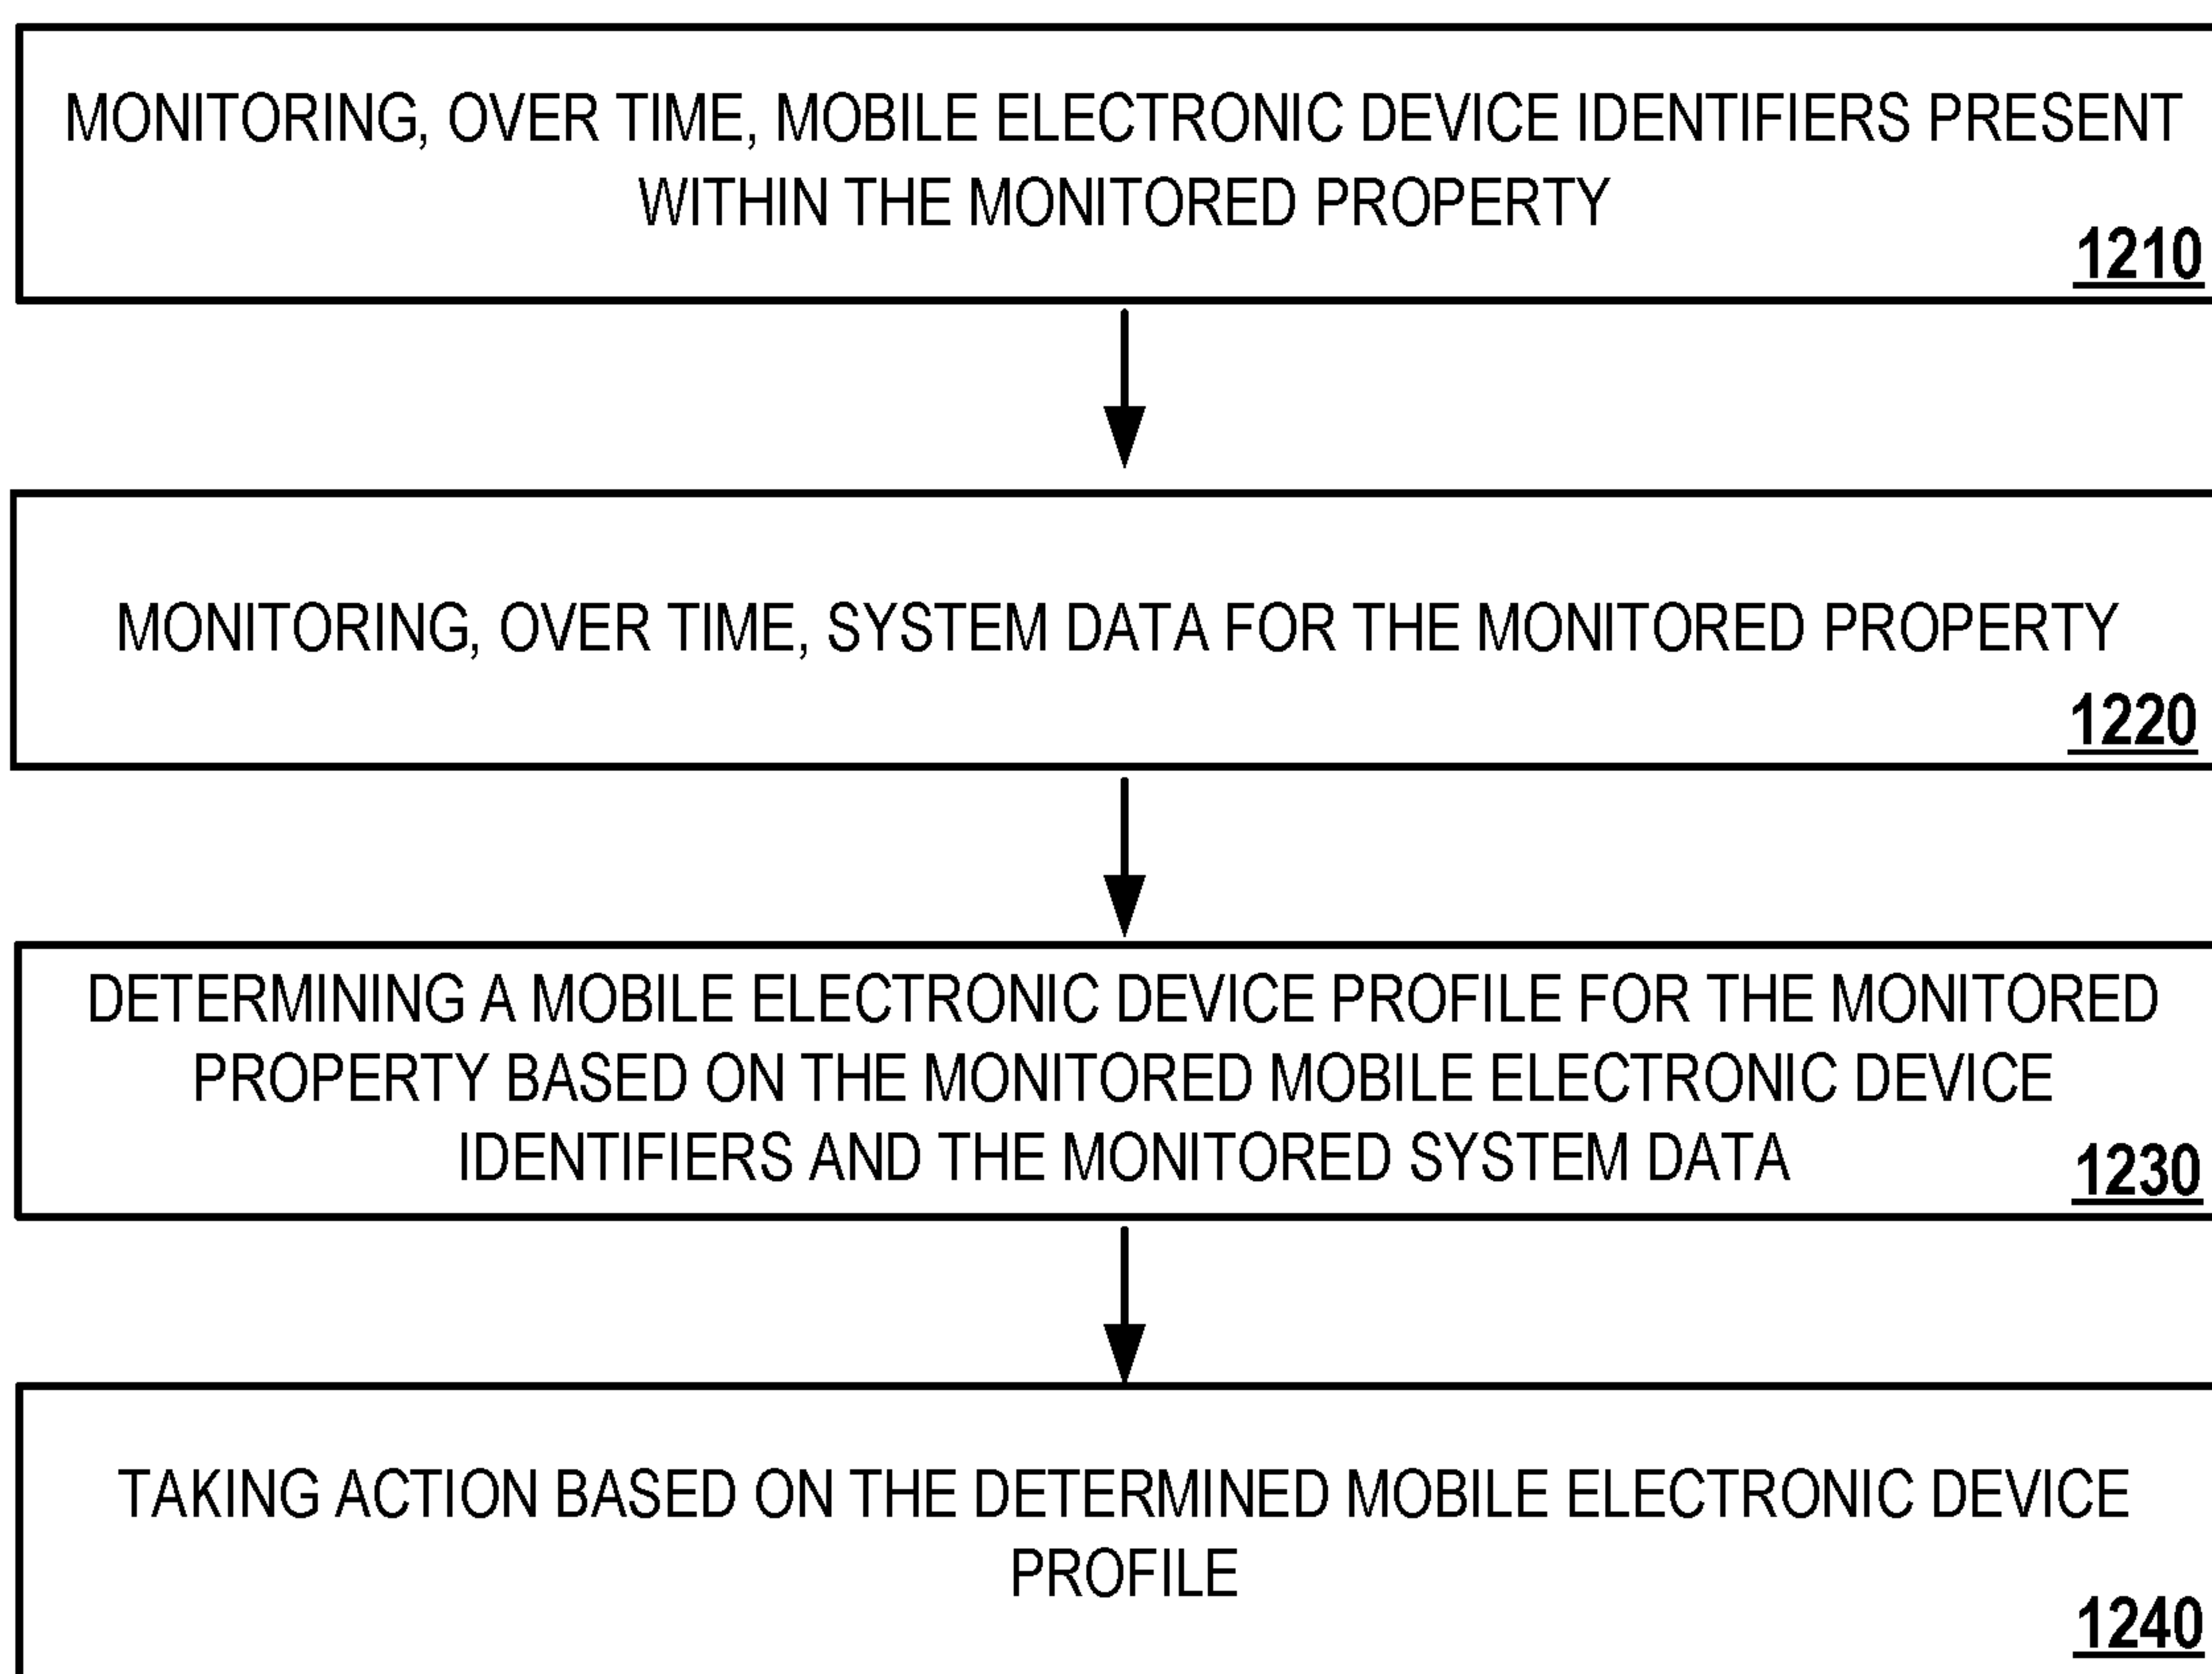 MONITORING, OVER TIME, MOBILE ELECTRONIC DEVICE IDENTIFIERS PRESENT
WITHIN THE MONITORED PROPERTY
1210
MONITORING, OVER TIME, SYSTEM DATA FOR THE MONITORED PROPERTY
1220
DETERMINING A MOBILE ELECTRONIC DEVICE PROFILE FOR THE MONITORED
PROPERTY BASED ON THE MONITORED MOBILE ELECTRONIC DEVICE
IDENTIFIERS AND THE MONITORED SYSTEM DATA
1230
TAKING ACTION BASED ON THE DETERMINED MOBILE ELECTRONIC DEVICE
PROFILE
1240